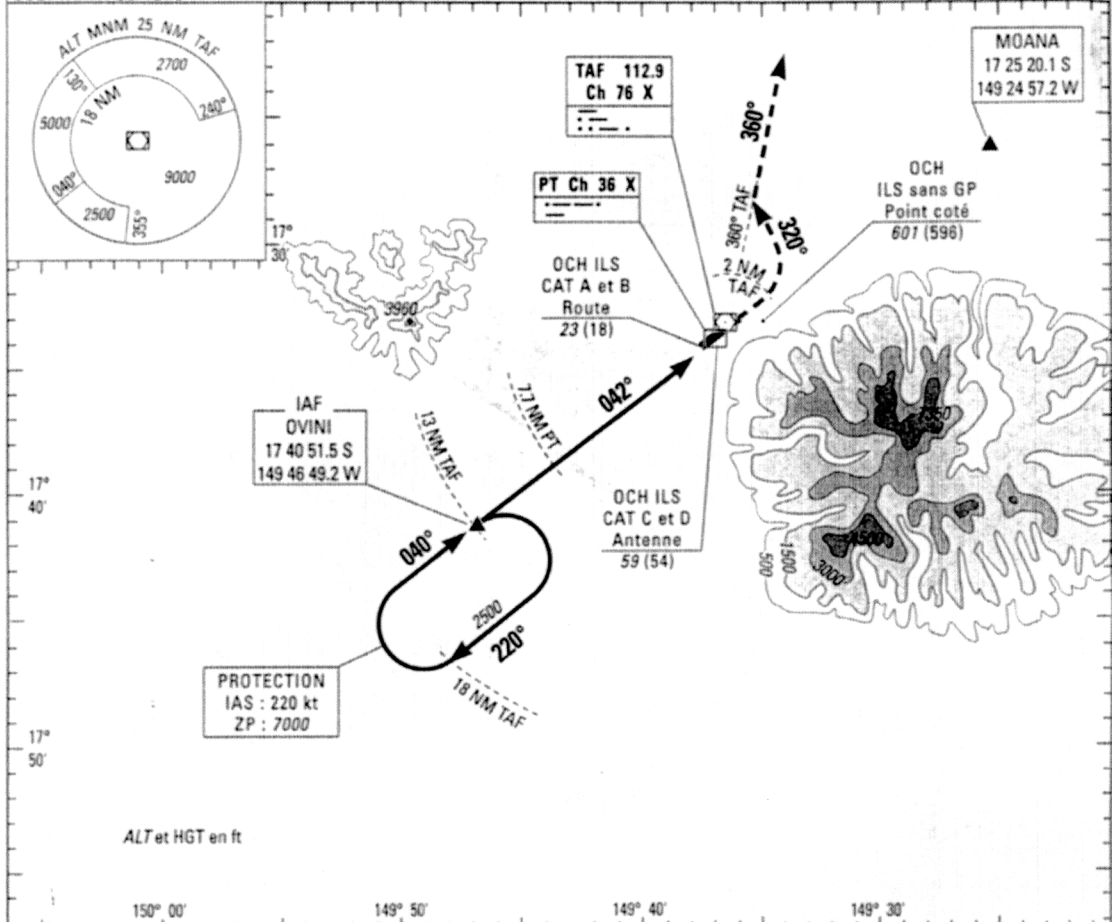 ALT MNM 25 NM TAF
2700
130°
18 NM
240°
5000
9000
040°
2500
355°
TAF 112.9
Ch 76 X
PT Ch 36 X
MOANA
17 25 20.1 S
149 24 57.2 W
360°
360° TAF
320°
2 NM
TAF
OCH
ILS sans GP
Point coté
601 (596)
17°
30'
3960
OCH ILS
CAT A et B
Route
23 (18)
042°
7.7 NM PT
13 NM TAF
IAF
OVINI
17 40 51.5 S
149 46 49.2 W
17°
40'
OCH ILS
CAT C et D
Antenne
59 (54)
7350
4500
500
1500
3000
040°
2500
220°
18 NM TAF
PROTECTION
IAS : 220 kt
ZP : 7000
17°
50'
ALT et HGT en ft
150° 00'
149° 50'
149° 40'
149° 30'